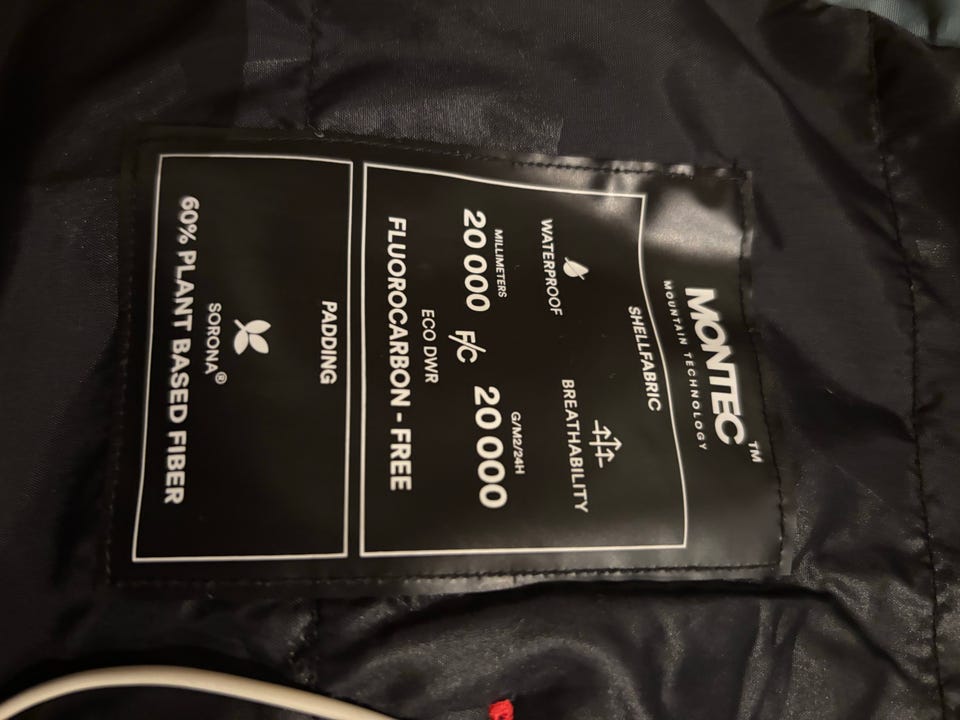 MONTEC™
MOUNTAIN TECHNOLOGY
SHELLFABRIC
WATERPROOF BREATHABILITY
MILLIMETERS G/M2/24H
20 000 20 000
F/C
ECO DWR
FLUOROCARBON - FREE
PADDING
SORONA®
60% PLANT BASED FIBER